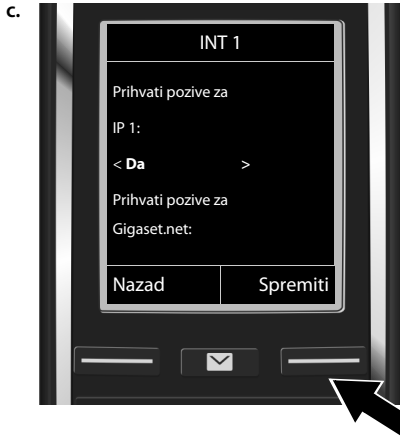 c.
INT 1
Prihvati pozive za
IP 1:
< Da >
Prihvati pozive za
Gigaset.net:
Nazad Spremiti